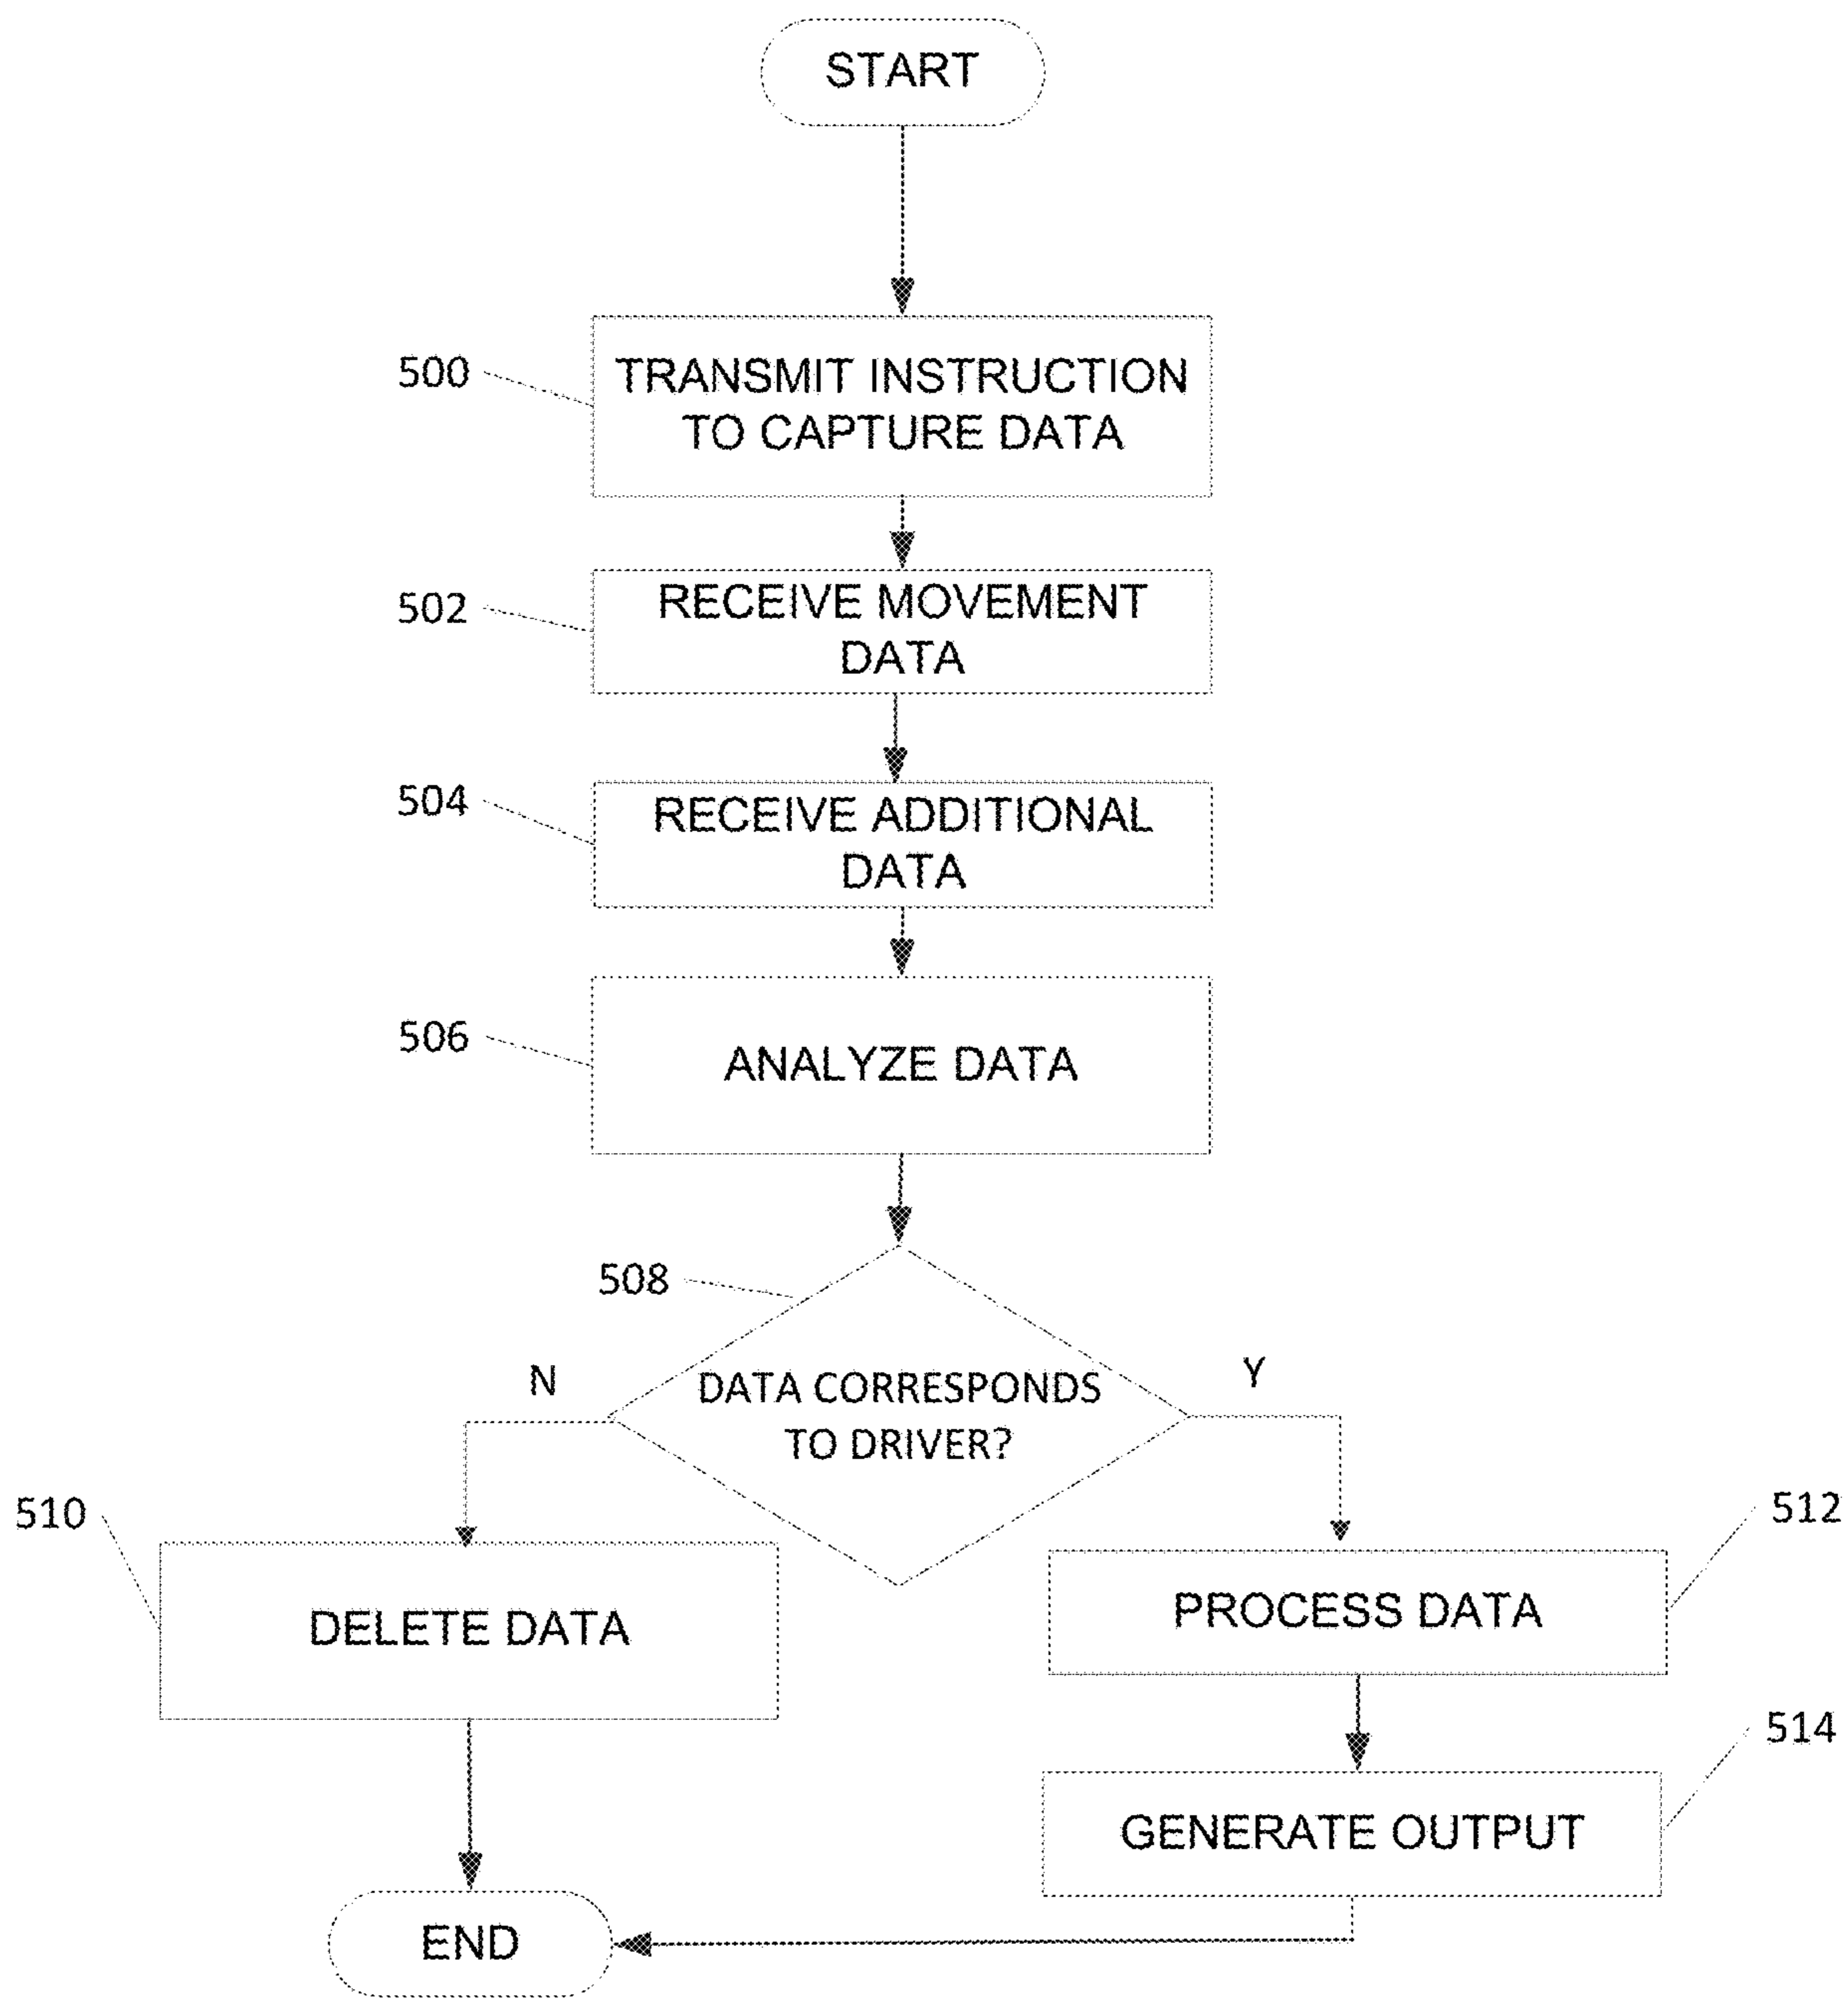 START
500
TRANSMIT INSTRUCTION
TO CAPTURE DATA
502
RECEIVE MOVEMENT
DATA
504
RECEIVE ADDITIONAL
DATA
506
ANALYZE DATA
508
N
DATA CORRESPONDS
TO DRIVER?
Y
510
DELETE DATA
512
PROCESS DATA
514
GENERATE OUTPUT
END